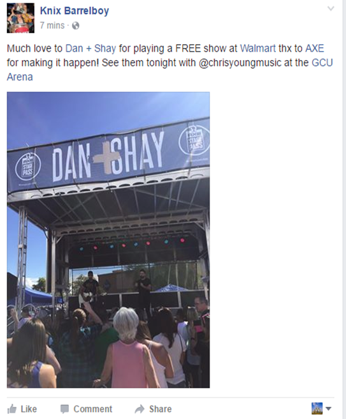 Knix Barrelboy
7 mins ·
Much love to Dan + Shay for playing a FREE show at Walmart thx to AXE
for making it happen! See them tonight with @chrisyoungmusic at the GCU
Arena
DAN + SHAY
Like Comment Share